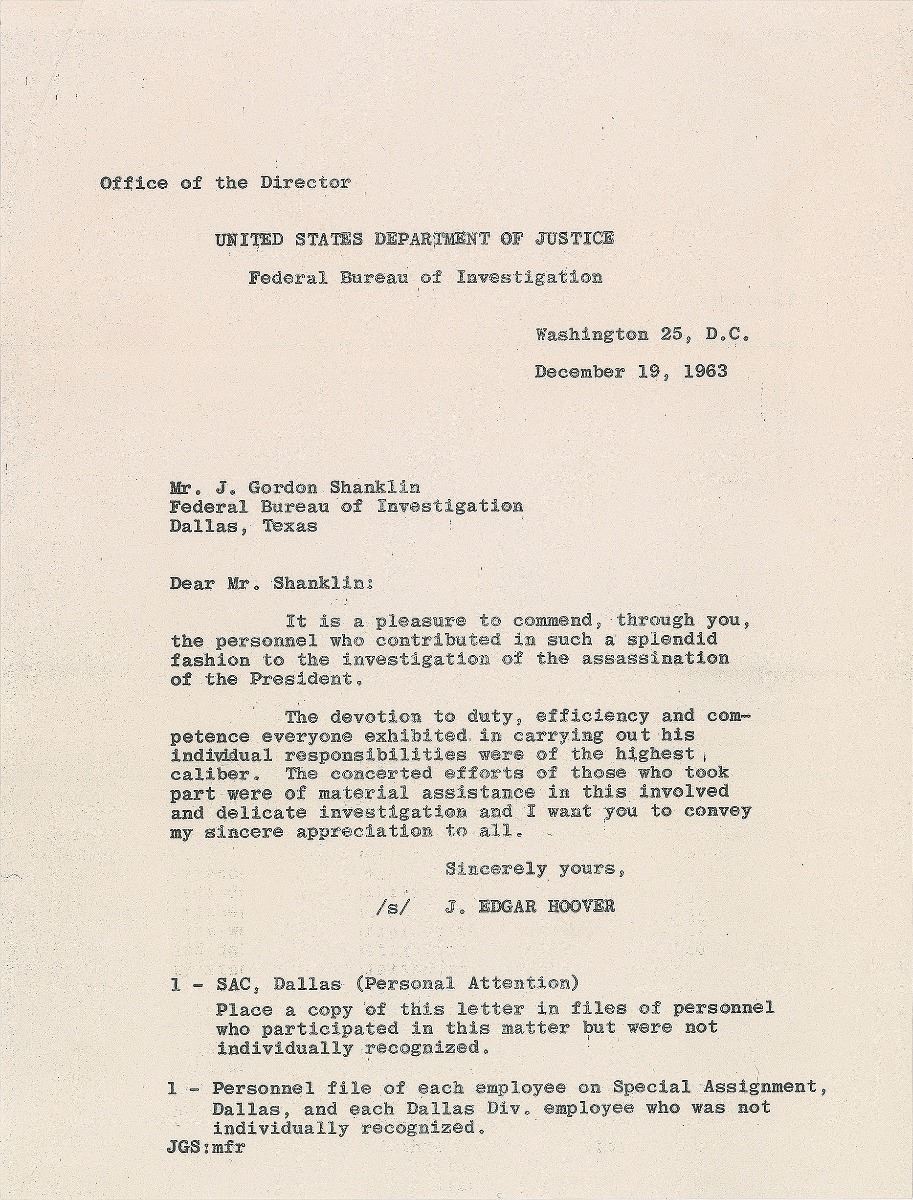 Office of the Director
UNITED STATES DEPARTMENT OF JUSTICE
Federal Bureau of Investigation
Washington 25, D.C.
December 19, 1963
Mr. J. Gordon Shanklin
Federal Bureau of Investigation
Dallas, Texas
Dear Mr. Shanklin:
It is a pleasure to commend, through you,
the personnel who contributed in such a splendid
fashion to the investigation of the assassination
of the President.
The devotion to duty, efficiency and com-
petence everyone exhibited in carrying out his
individual responsibilities were of the highest
caliber. The concerted efforts of those who took
part were of material assistance in this involved
and delicate investigation and I want you to convey
my sincere appreciation to all.
Sincerely yours,
/s/ J. EDGAR HOOVER
1 - SAC, Dallas (Personal Attention)
Place a copy of this letter in files of personnel
who participated in this matter but were not
individually recognized.
1 - Personnel file of each employee on Special Assignment,
Dallas, and each Dallas Div. employee who was not
individually recognized.
JGS:mfr